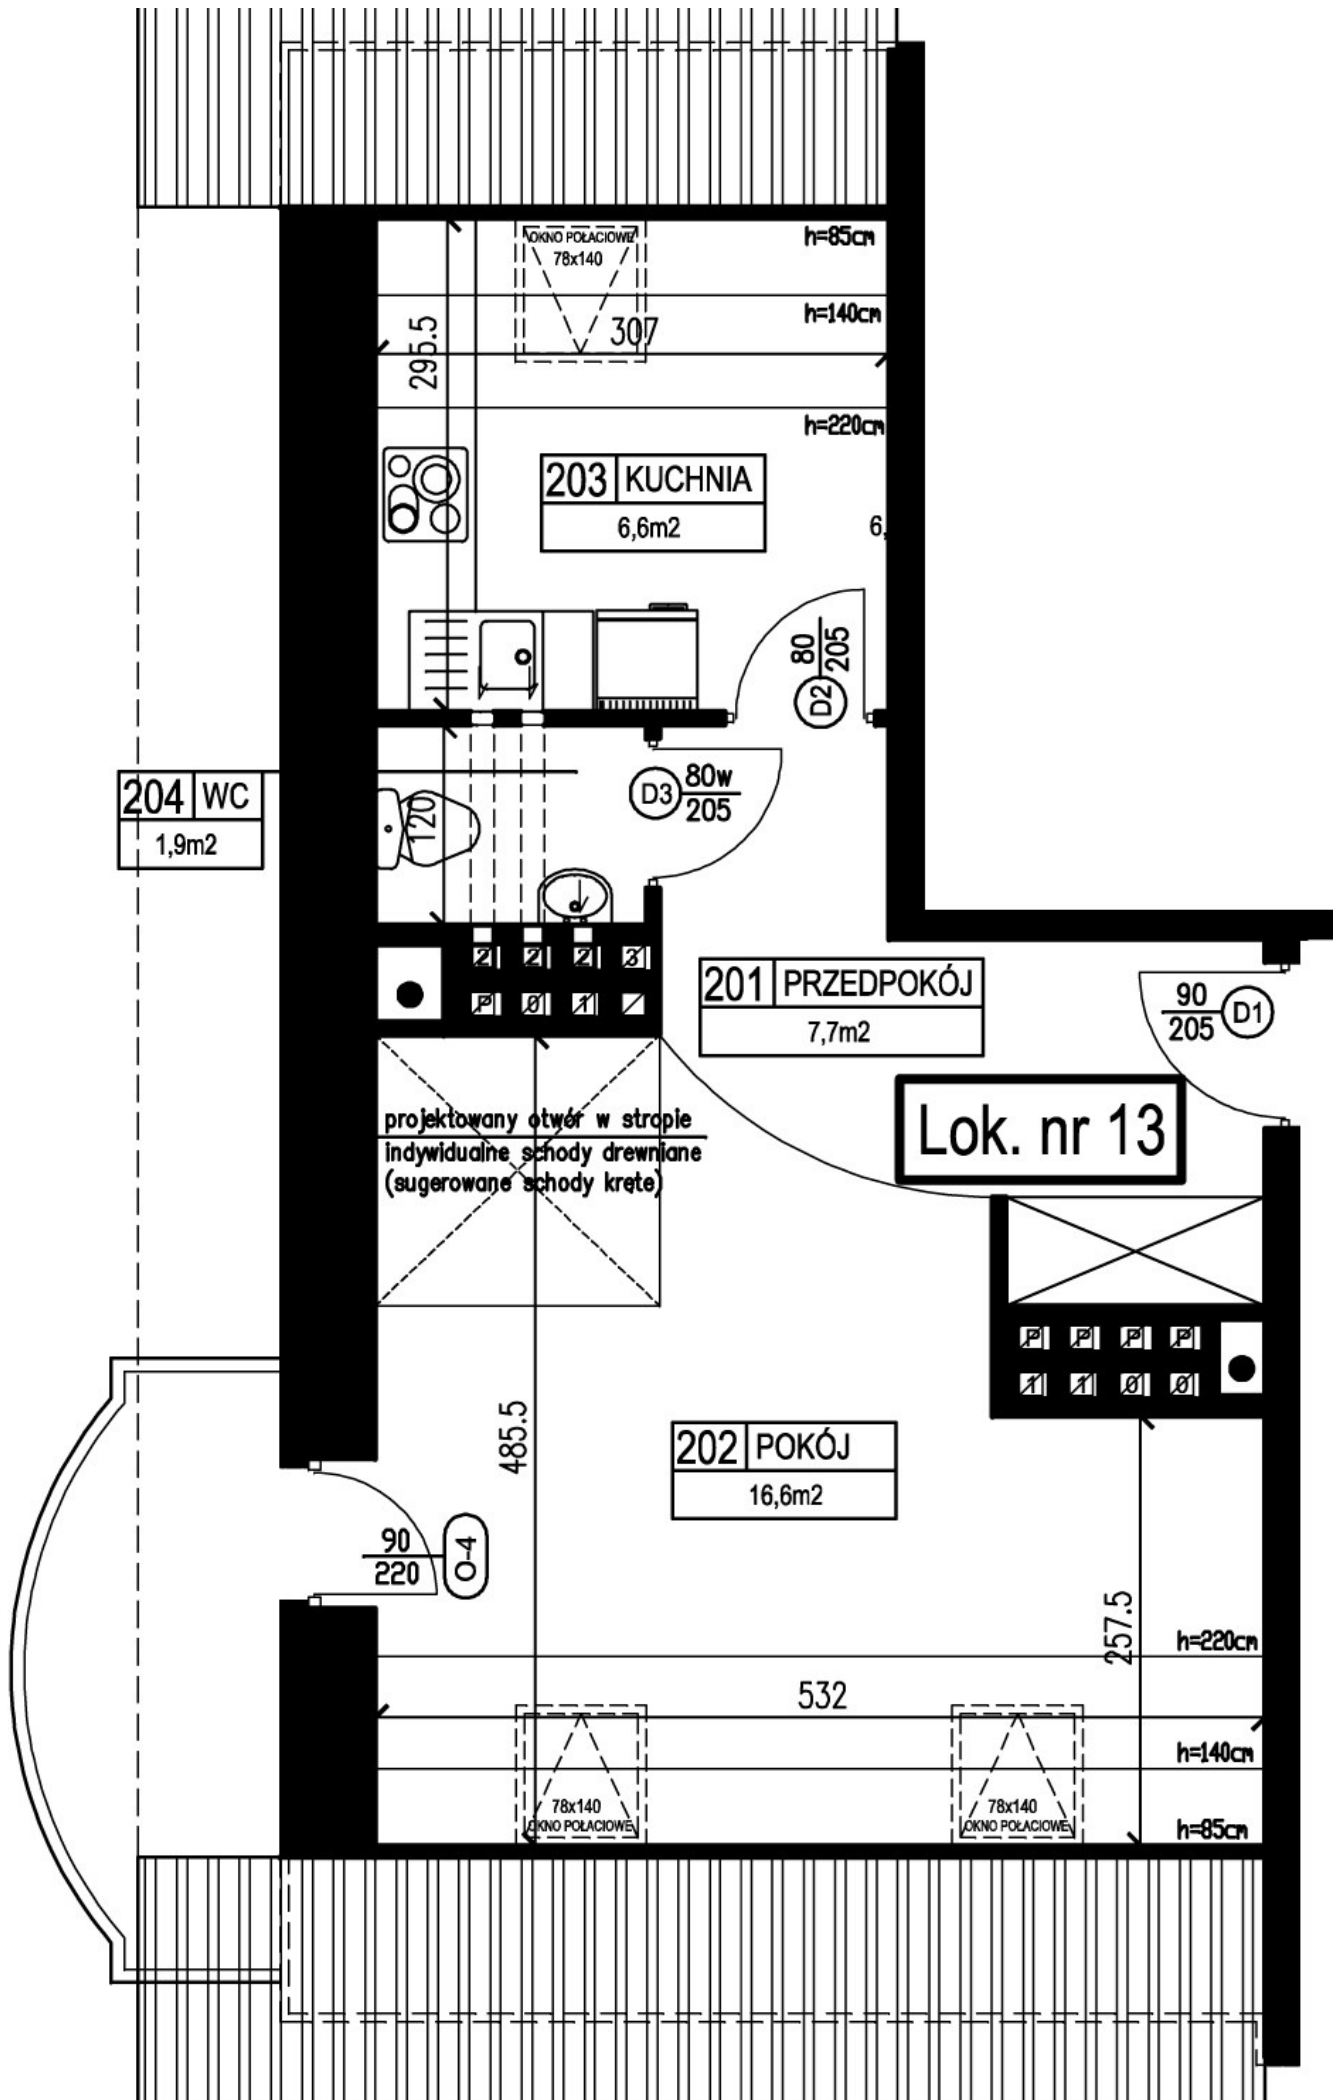 OKNO POŁACIOWE
78x140
h=85cm
h=140cm
307
295.5
h=220cm
203 KUCHNIA
6,6m2
6,
80
205
D2
204 WC
1,9m2
120
D3
80w
205
2 2 2 3
P 0 1
201 PRZEDPOKÓJ
7,7m2
90
205
D1
Lok. nr 13
projektowany otwór w stropie
indywidualne schody drewniane
(sugerowane schody kręte)
P P P P
1 1 0 0
485.5
202 POKÓJ
16,6m2
90
220
O-4
257.5
h=220cm
532
h=140cm
78x140
OKNO POŁACIOWE
78x140
OKNO POŁACIOWE
h=85cm